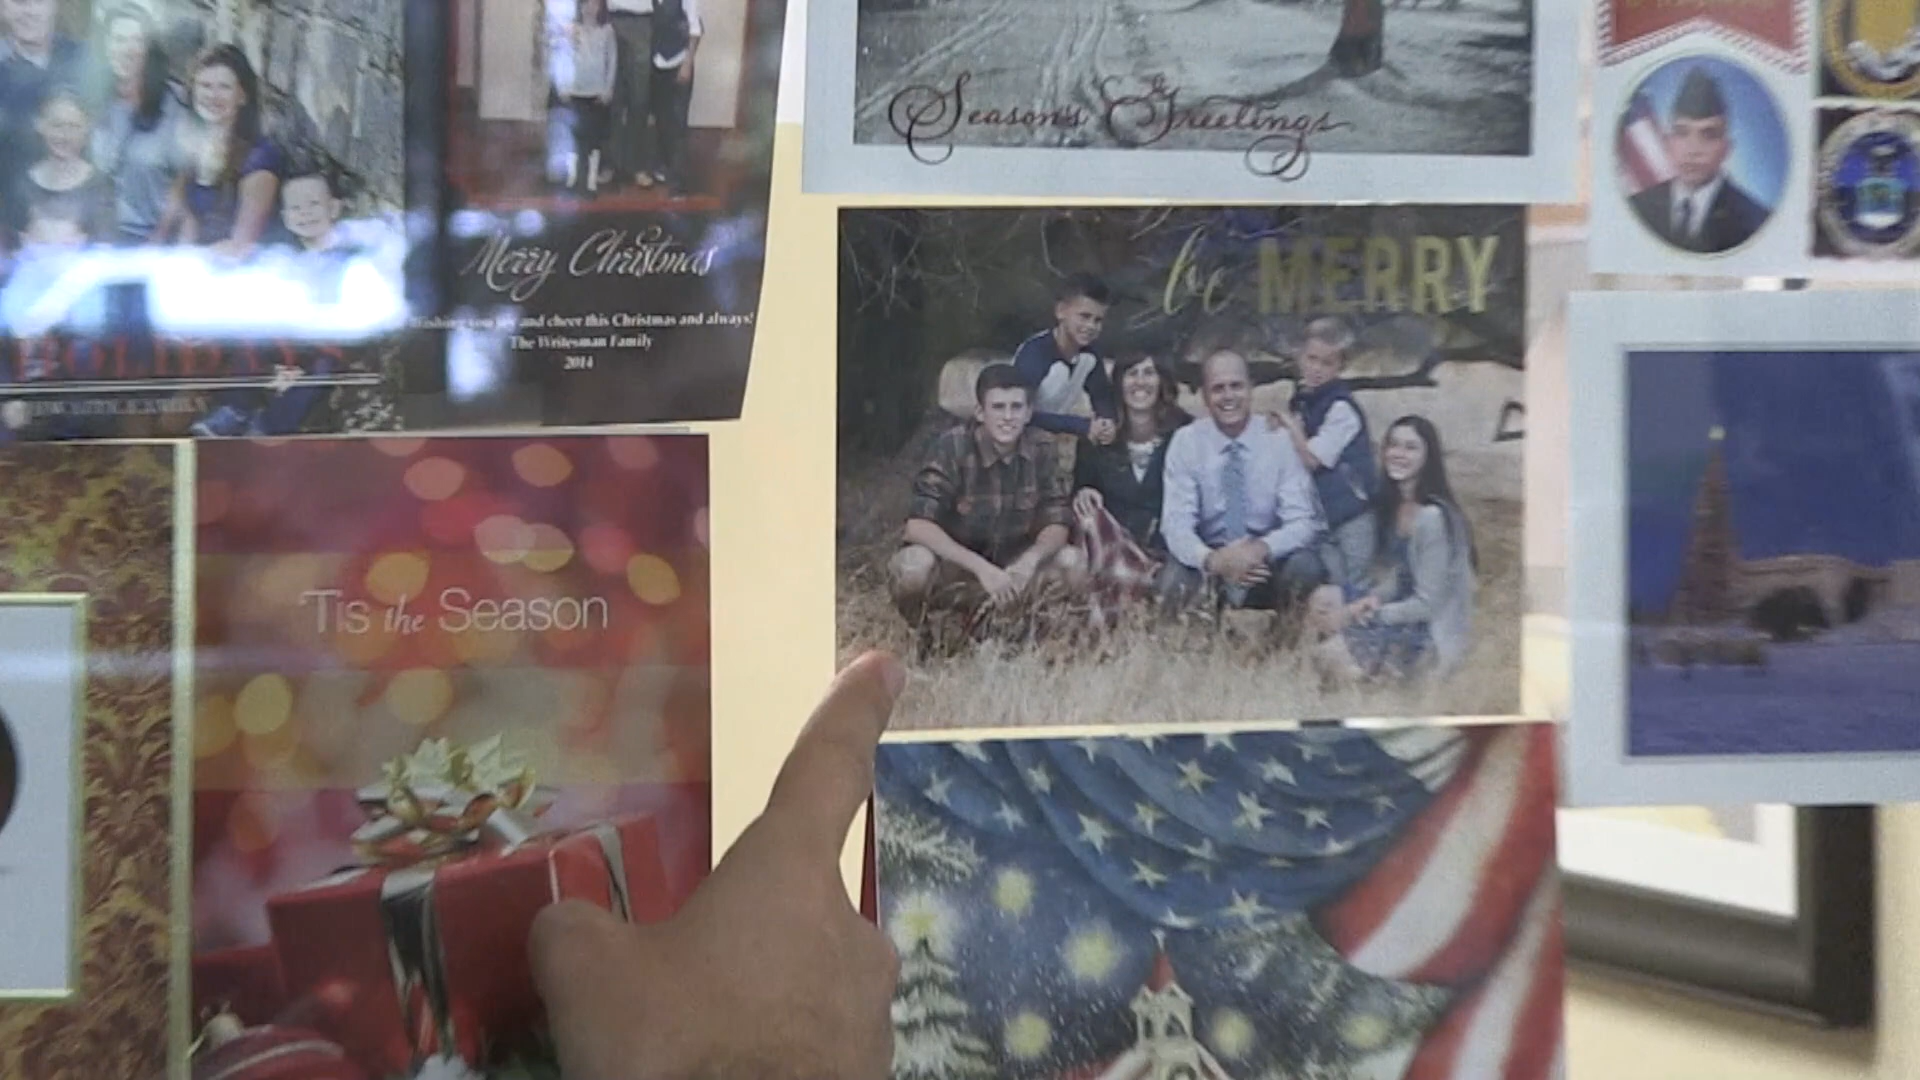 Season's Greetings
Merry Christmas
Wishing you joy and cheer this Christmas and always!
The Writesman Family
2014
be MERRY
HOLIDAYS
'Tis the Season